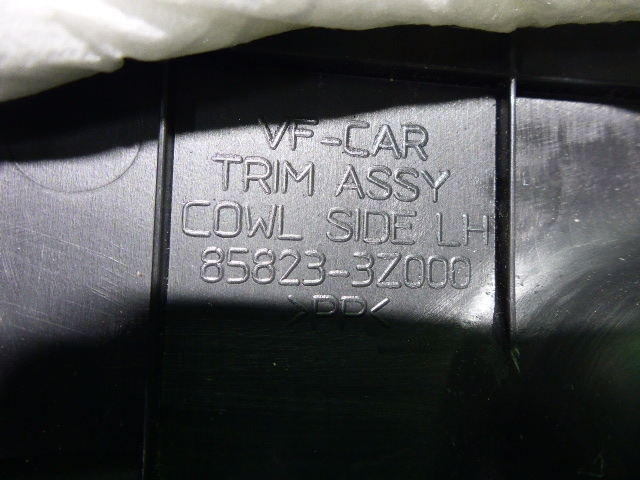 VF-CAR
TRIM ASSY
COWL SIDE LH
85823-3Z000
>PP<